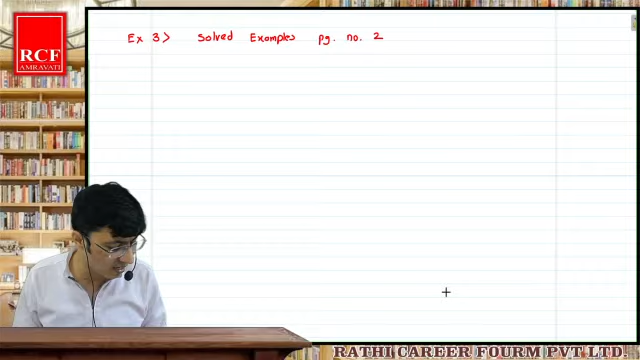 RCF
AMRAVATI
Ex 3> Solved Examples pg. no. 2
RATHI CAREER FOURM PVT LTD.